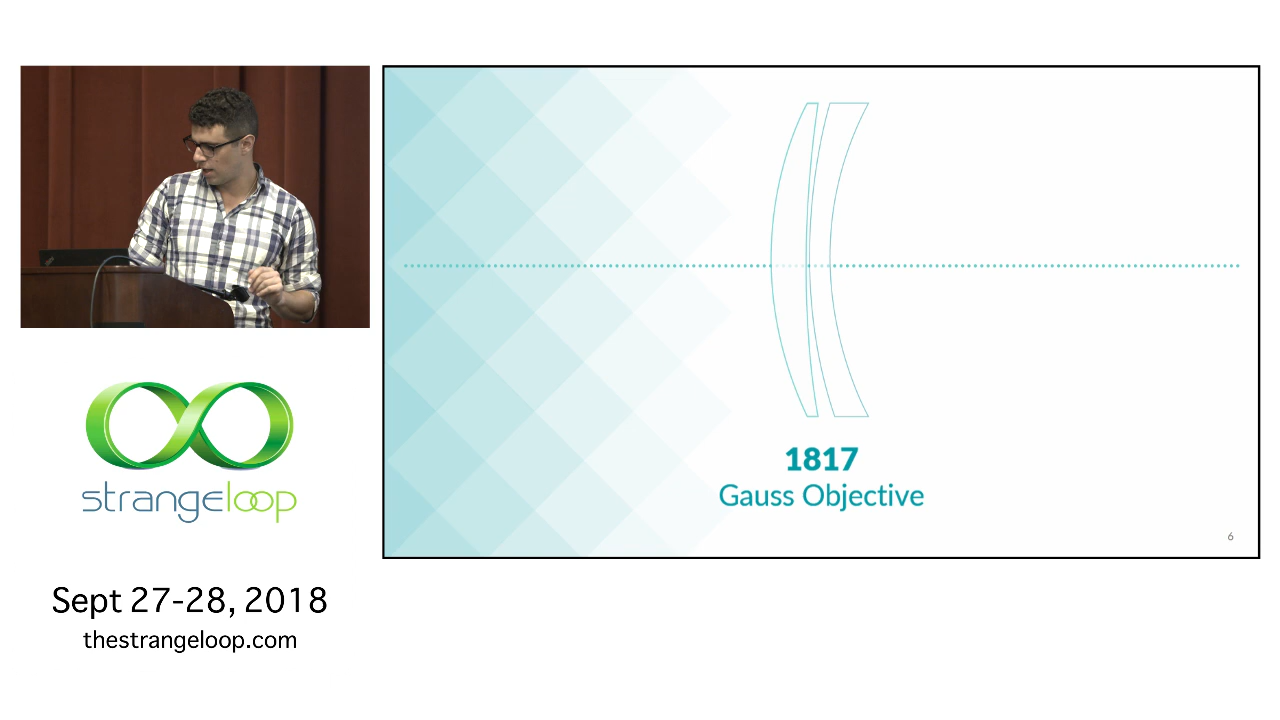 1817
Gauss Objective
6
strangeloop
Sept 27-28, 2018
thestrangeloop.com